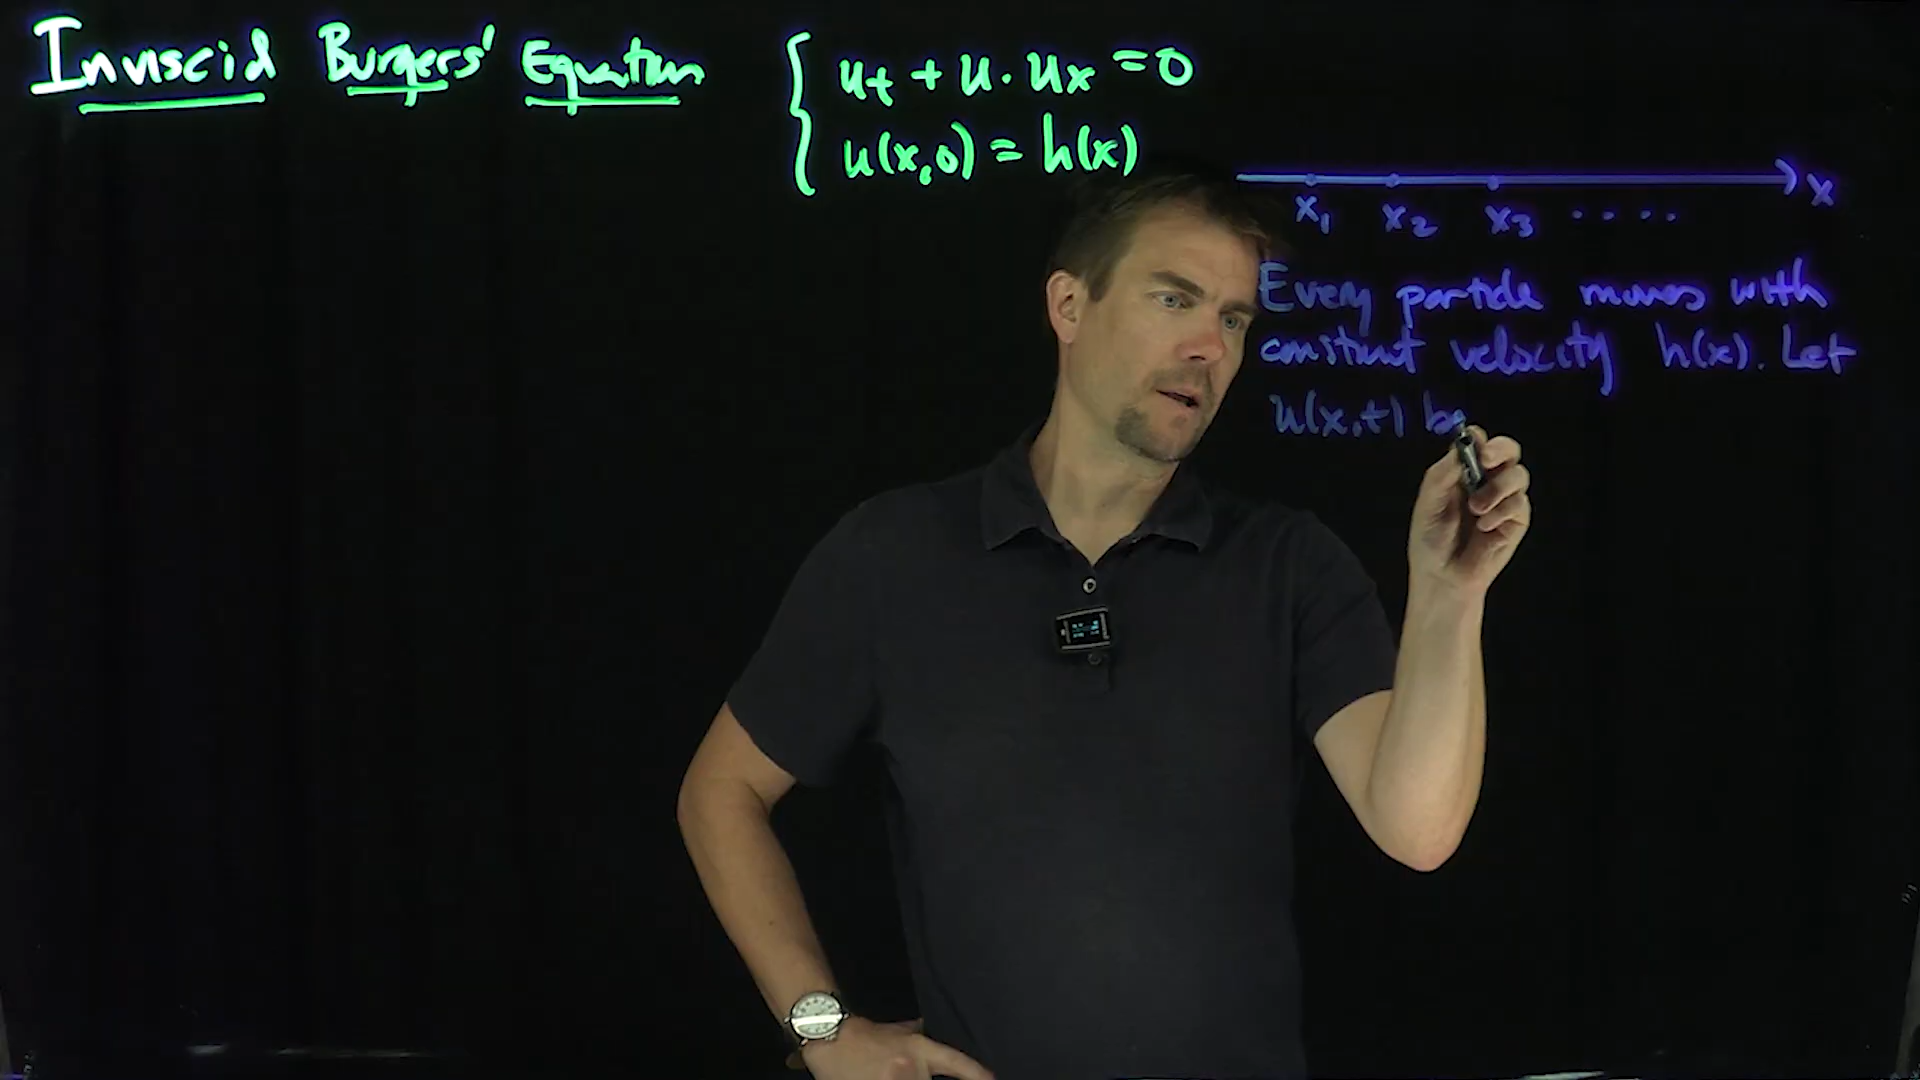 Inviscid Burgers' Equation
{ u_t + u · u_x = 0
u(x,0) = h(x)
x
x₁ x₂ x₃ ....
Every particle moves with
constant velocity h(x). Let
u(x,t) be